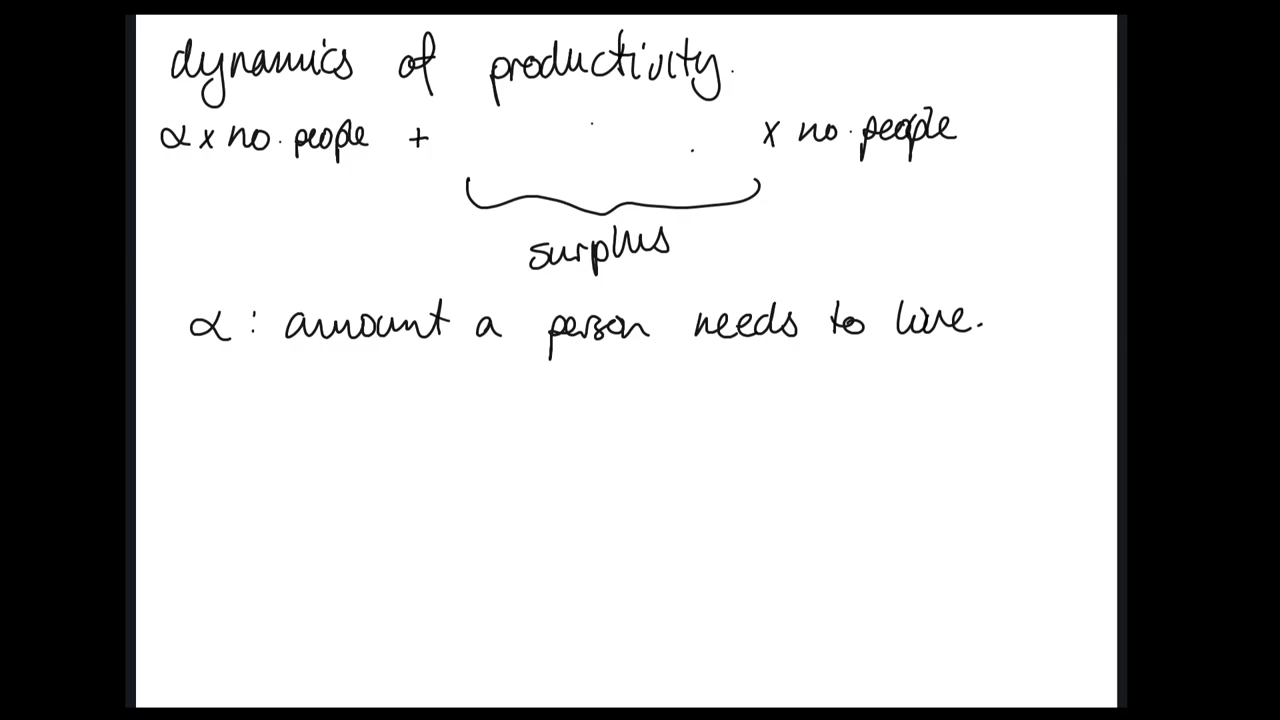 dynamics of productivity.
α x no. people + x no. people
surplus
α : amount a person needs to live.